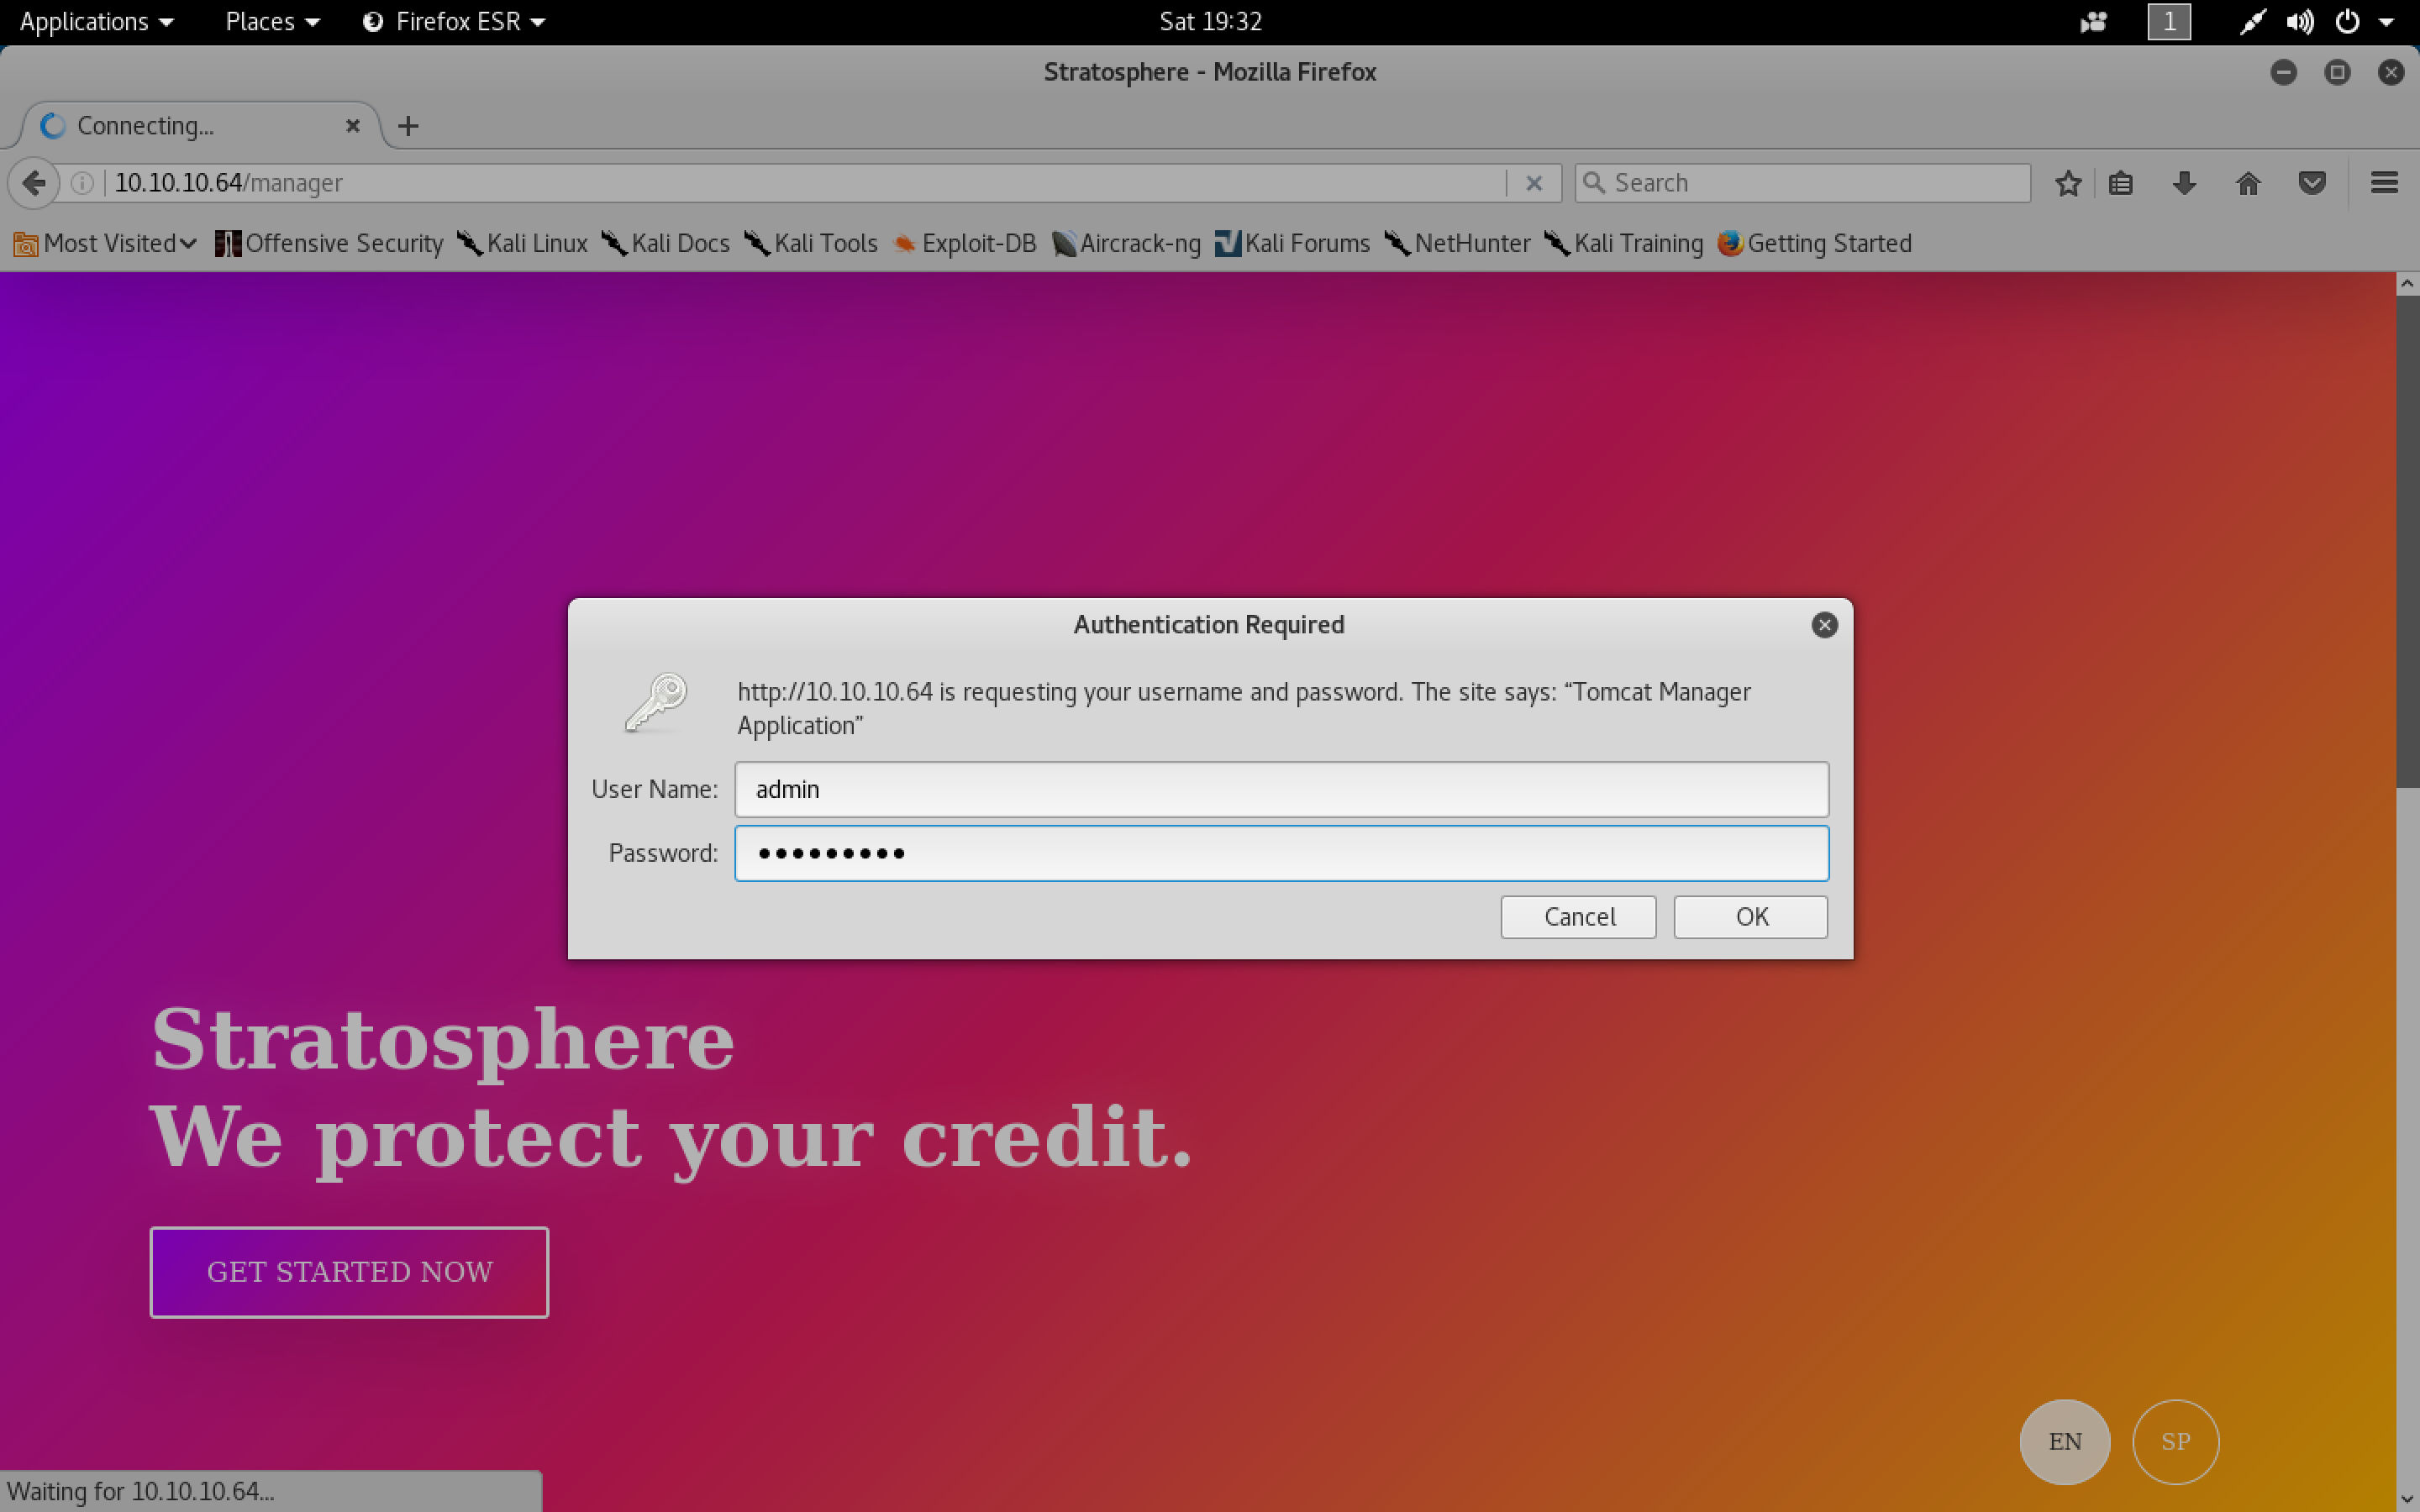 Applications Places Firefox ESR Sat 19:32 1
Stratosphere - Mozilla Firefox
Connecting...
10.10.10.64/manager Search
Most Visited Offensive Security Kali Linux Kali Docs Kali Tools Exploit-DB Aircrack-ng Kali Forums NetHunter Kali Training Getting Started
Authentication Required
http://10.10.10.64 is requesting your username and password. The site says: “Tomcat Manager
Application”
User Name: admin
Password: •••••••••
Cancel OK
Stratosphere
We protect your credit.
GET STARTED NOW
EN SP
Waiting for 10.10.10.64...